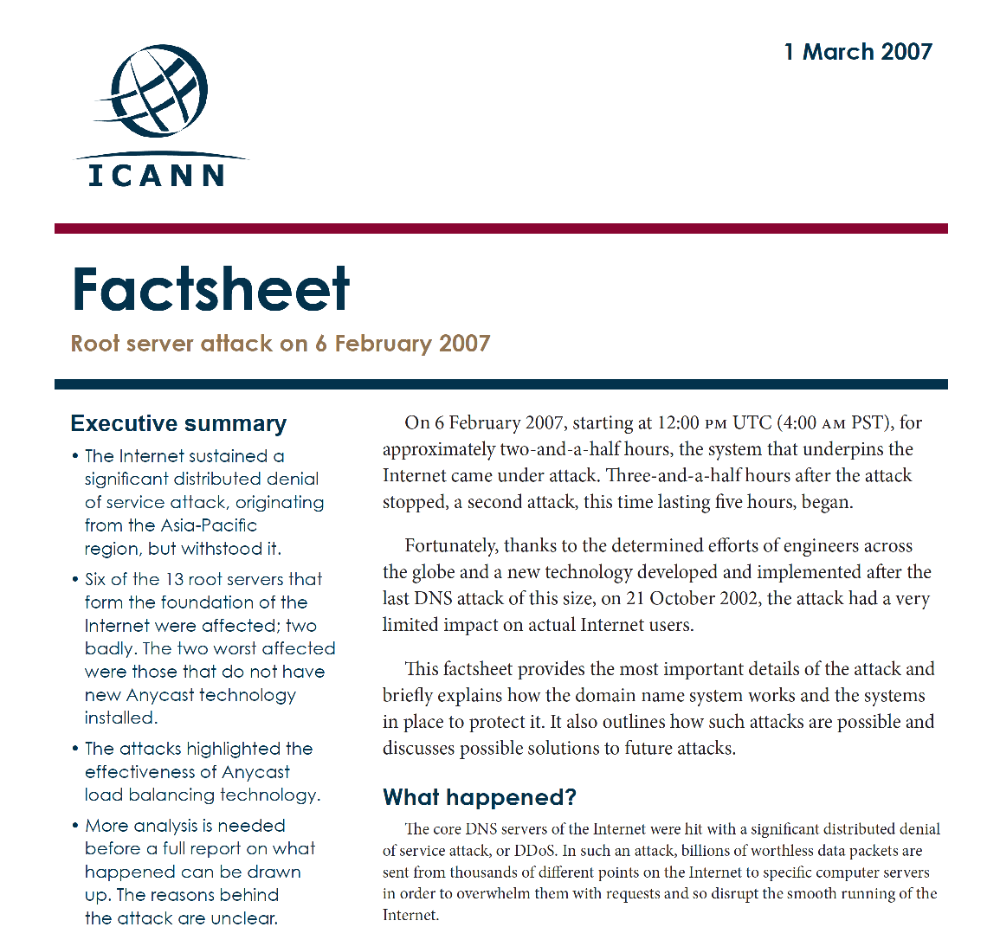 1 March 2007
ICANN
Factsheet
Root server attack on 6 February 2007
Executive summary
• The Internet sustained a
significant distributed denial
of service attack, originating
from the Asia-Pacific
region, but withstood it.
• Six of the 13 root servers that
form the foundation of the
Internet were affected; two
badly. The two worst affected
were those that do not have
new Anycast technology
installed.
• The attacks highlighted the
effectiveness of Anycast
load balancing technology.
• More analysis is needed
before a full report on what
happened can be drawn
up. The reasons behind
the attack are unclear.
On 6 February 2007, starting at 12:00 PM UTC (4:00 AM PST), for
approximately two-and-a-half hours, the system that underpins the
Internet came under attack. Three-and-a-half hours after the attack
stopped, a second attack, this time lasting five hours, began.
Fortunately, thanks to the determined efforts of engineers across
the globe and a new technology developed and implemented after the
last DNS attack of this size, on 21 October 2002, the attack had a very
limited impact on actual Internet users.
This factsheet provides the most important details of the attack and
briefly explains how the domain name system works and the systems
in place to protect it. It also outlines how such attacks are possible and
discusses possible solutions to future attacks.
What happened?
The core DNS servers of the Internet were hit with a significant distributed denial
of service attack, or DDoS. In such an attack, billions of worthless data packets are
sent from thousands of different points on the Internet to specific computer servers
in order to overwhelm them with requests and so disrupt the smooth running of the
Internet.